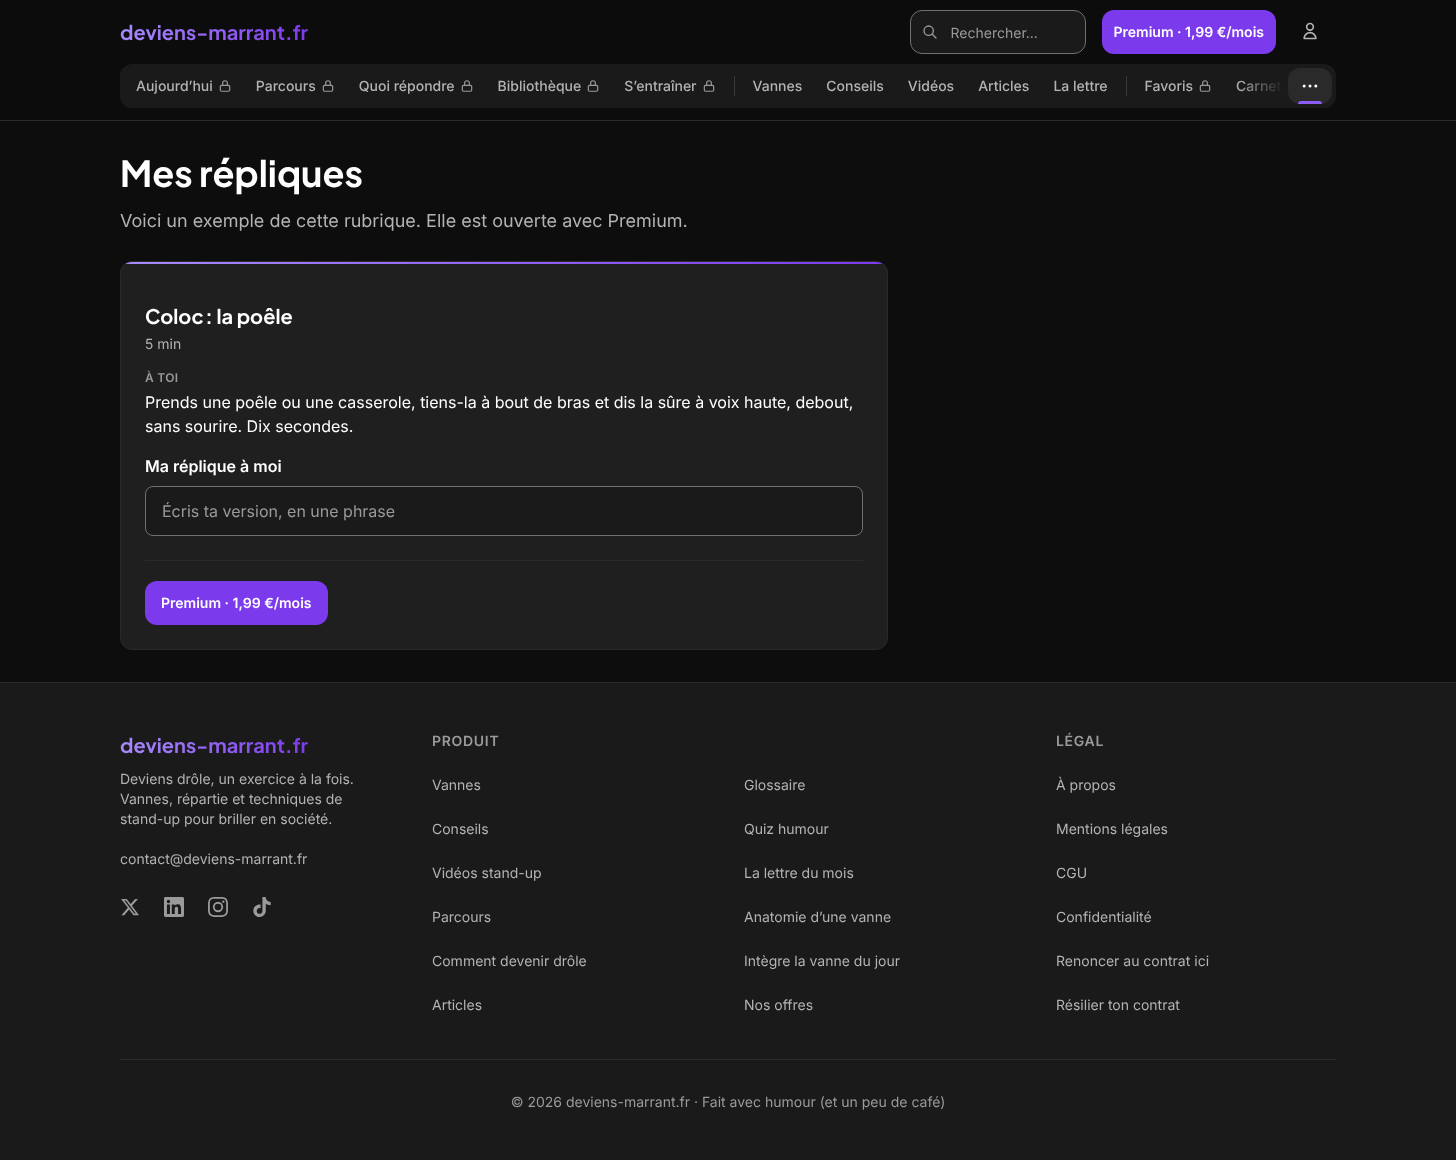 deviens-marrant.fr
Rechercher...
Premium · 1,99 €/mois
Aujourd’hui
Parcours
Quoi répondre
Bibliothèque
S’entraîner
Vannes
Conseils
Vidéos
Articles
La lettre
Favoris
Carnet
Mes répliques
Voici un exemple de cette rubrique. Elle est ouverte avec Premium.
Coloc : la poêle
5 min
À TOI
Prends une poêle ou une casserole, tiens-la à bout de bras et dis la sûre à voix haute, debout,
sans sourire. Dix secondes.
Ma réplique à moi
Écris ta version, en une phrase
Premium · 1,99 €/mois
deviens-marrant.fr
Deviens drôle, un exercice à la fois.
Vannes, répartie et techniques de
stand-up pour briller en société.
contact@deviens-marrant.fr
PRODUIT
Vannes
Conseils
Vidéos stand-up
Parcours
Comment devenir drôle
Articles
Glossaire
Quiz humour
La lettre du mois
Anatomie d’une vanne
Intègre la vanne du jour
Nos offres
LÉGAL
À propos
Mentions légales
CGU
Confidentialité
Renoncer au contrat ici
Résilier ton contrat
© 2026 deviens-marrant.fr · Fait avec humour (et un peu de café)